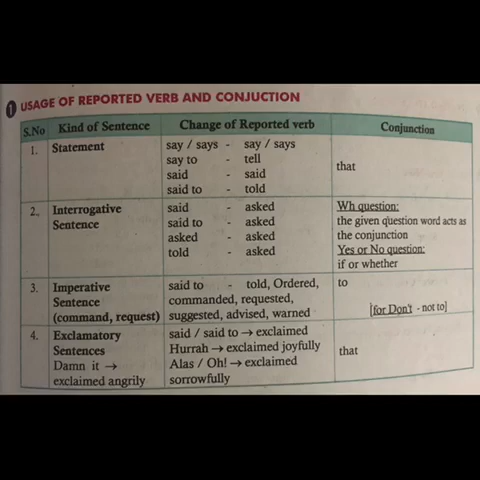 1 USAGE OF REPORTED VERB AND CONJUCTION
S.No Kind of Sentence Change of Reported verb Conjunction
1. Statement say / says - say / says
say to - tell
said - said
said to - told
that
2. Interrogative Sentence
said - asked
said to - asked
asked - asked
told - asked
Wh question:
the given question word acts as
the conjunction
Yes or No question:
if or whether
3. Imperative
Sentence
(command, request)
said to - told, Ordered,
commanded, requested,
suggested, advised, warned
to
[for Don't - not to]
4. Exclamatory
Sentences
Damn it →
exclaimed angrily
said / said to → exclaimed
Hurrah → exclaimed joyfully
Alas / Oh! → exclaimed
sorrowfully
that